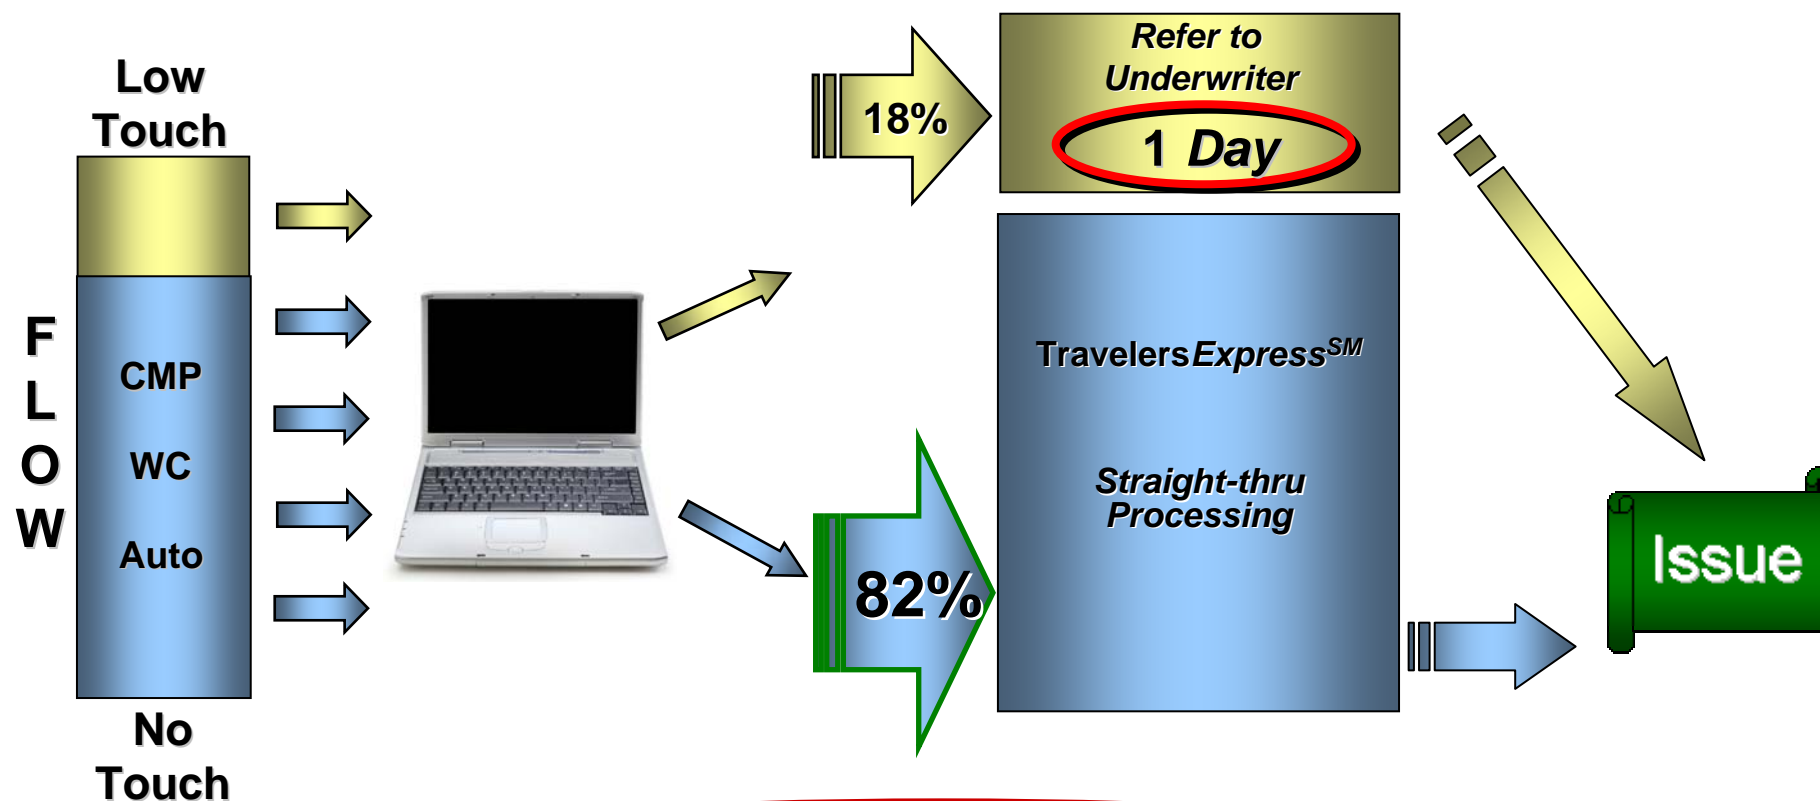 Low
Touch
FLOW
CMP
WC
Auto
No
Touch
18%
82%
Refer to
Underwriter
1 Day
TravelersExpressSM
Straight-thru
Processing
Issue